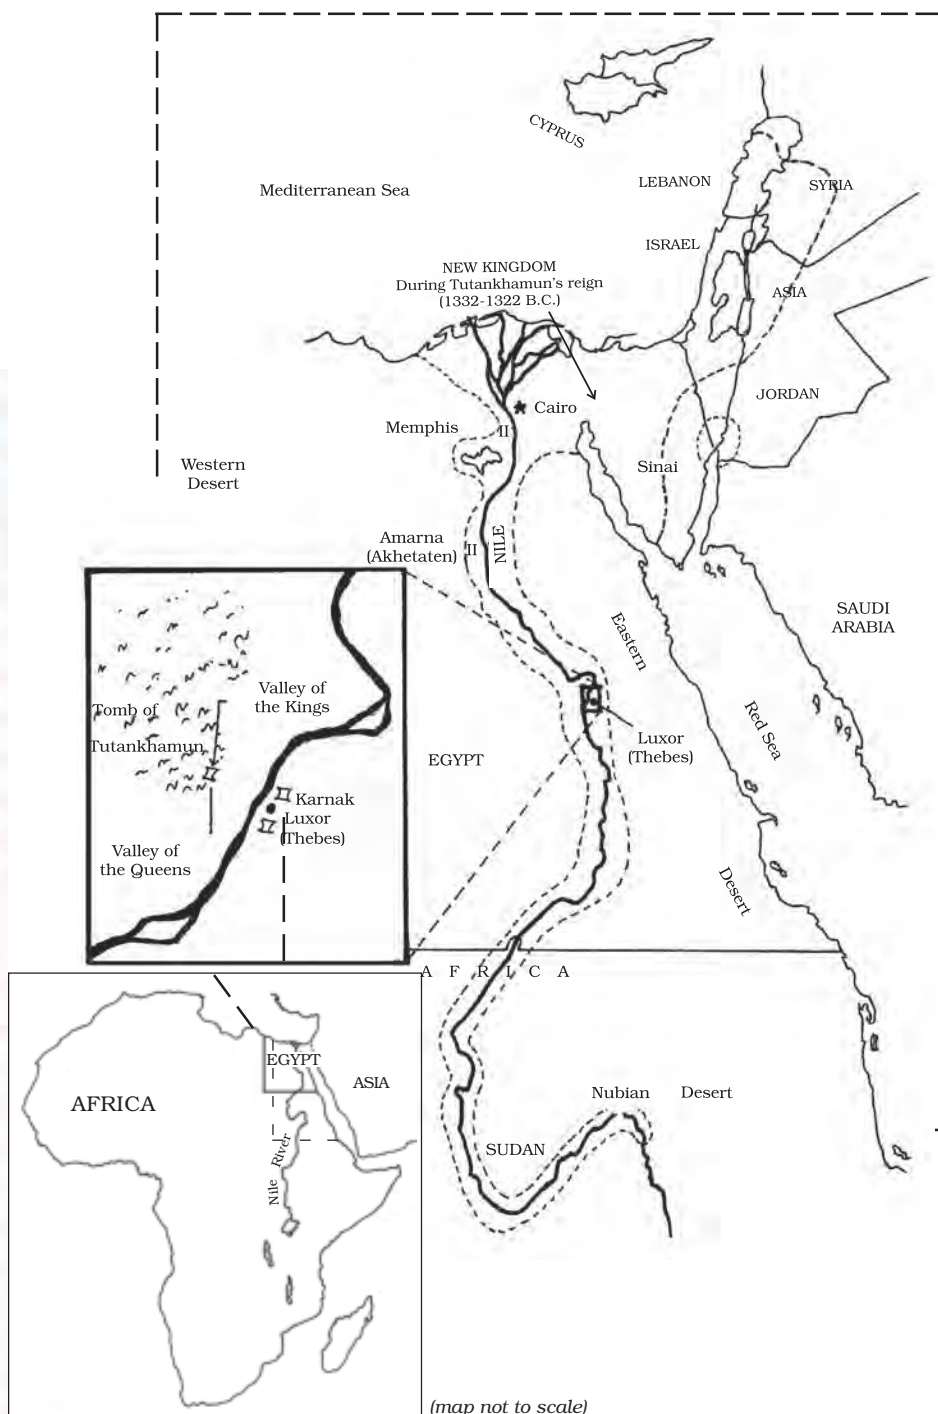 CYPRUS
Mediterranean Sea
LEBANON
SYRIA
ISRAEL
NEW KINGDOM
During Tutankhamun's reign
(1332-1322 B.C.)
ASIA
JORDAN
Cairo
Memphis
II
Sinai
Western
Desert
Amarna
(Akhetaten)
II
NILE
SAUDI
ARABIA
Eastern
Desert
Red Sea
Luxor
(Thebes)
EGYPT
Valley of
the Kings
Tomb of
Tutankhamun
Karnak
Luxor
(Thebes)
Valley of
the Queens
A F R I C A
Nubian Desert
SUDAN
EGYPT
ASIA
AFRICA
Nile River
(map not to scale)